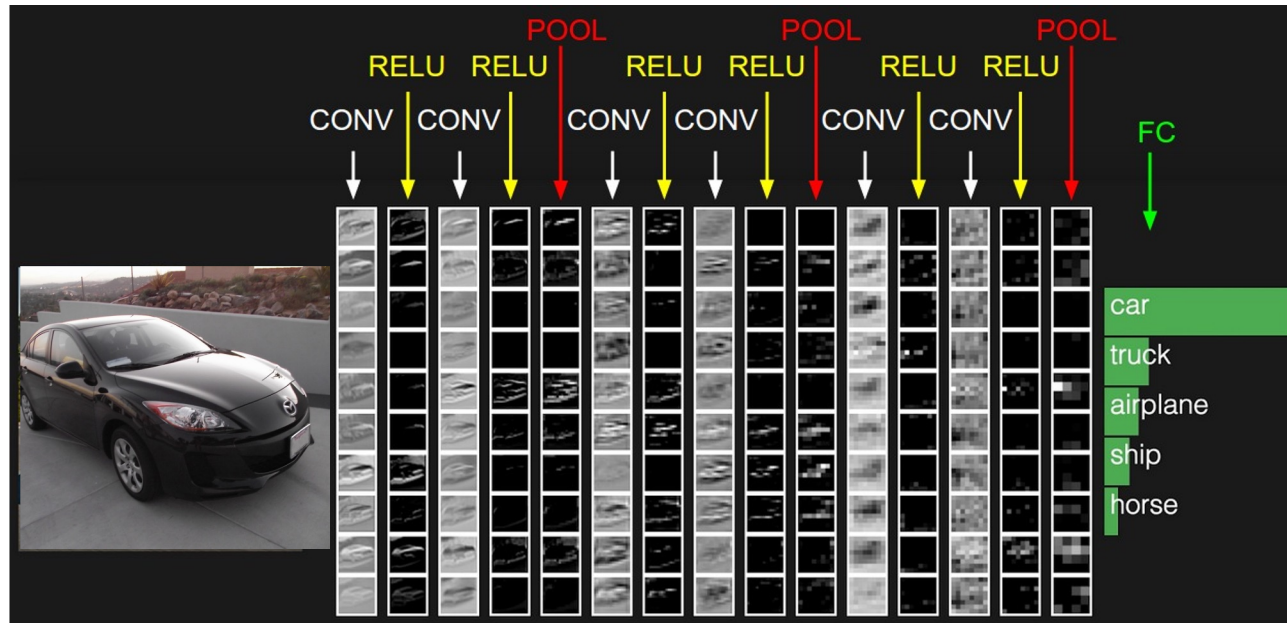 POOL POOL POOL
RELU RELU RELU RELU RELU RELU
CONV CONV CONV CONV CONV CONV
FC
car
truck
airplane
ship
horse